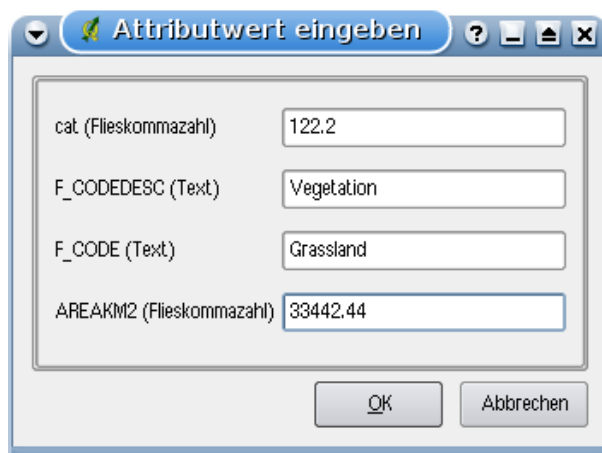 Attributwert eingeben
cat (Flieskommazahl) 122.2
F_CODEDESC (Text) Vegetation
F_CODE (Text) Grassland
AREAKM2 (Flieskommazahl) 33442.44
OK Abbrechen